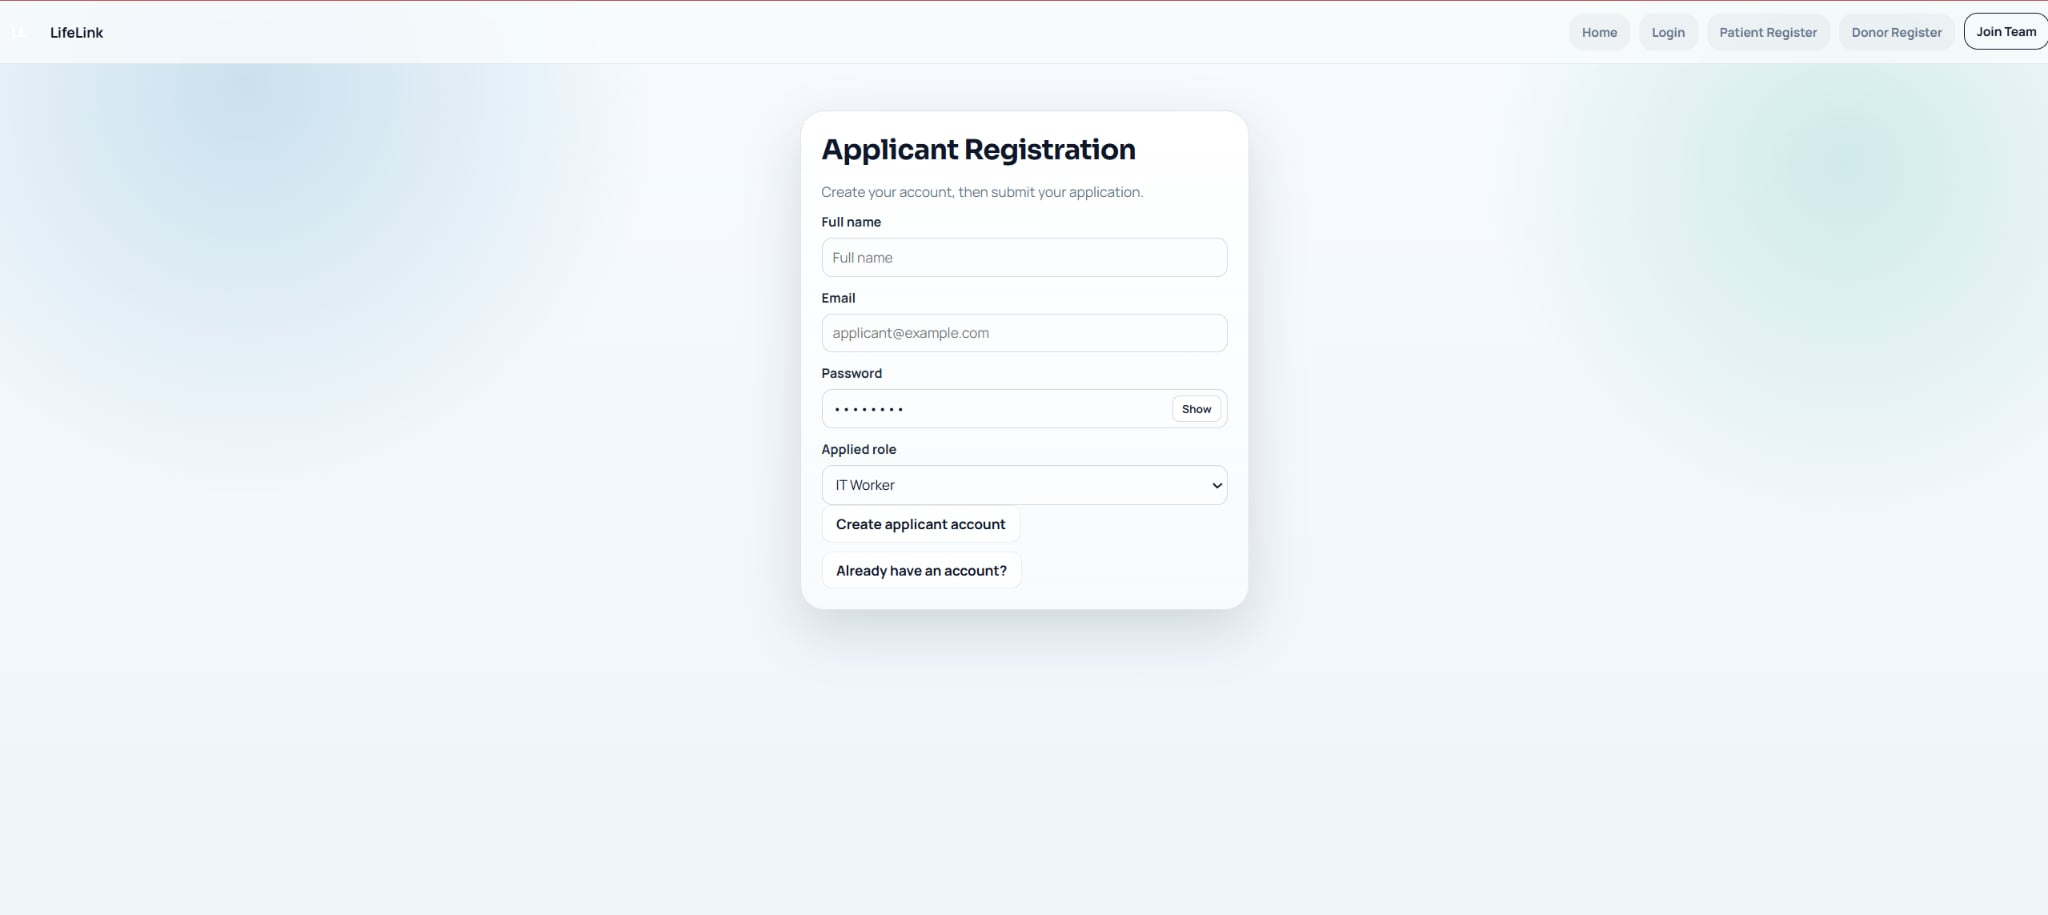 LifeLink
Home
Login
Patient Register
Donor Register
Join Team
Applicant Registration
Create your account, then submit your application.
Full name
Full name
Email
applicant@example.com
Password
••••••••
Show
Applied role
IT Worker
Create applicant account
Already have an account?